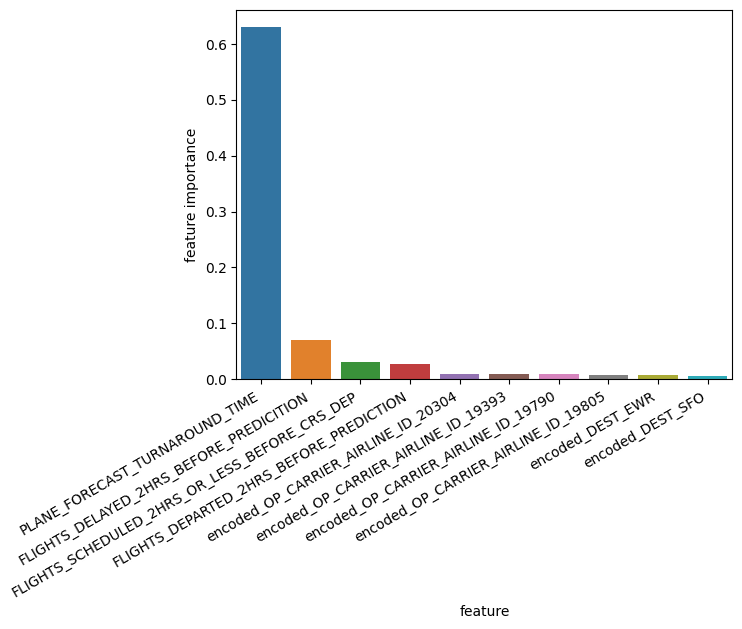 0.6
0.5
0.4
0.3
0.2
0.1
0.0
feature importance
PLANE_FORECAST_TURNAROUND_TIME
FLIGHTS_DELAYED_2HRS_BEFORE_PREDICITION
FLIGHTS_SCHEDULED_2HRS_OR_LESS_BEFORE_CRS_DEP
FLIGHTS_DEPARTED_2HRS_BEFORE_PREDICTION
encoded_OP_CARRIER_AIRLINE_ID_20304
encoded_OP_CARRIER_AIRLINE_ID_19393
encoded_OP_CARRIER_AIRLINE_ID_19790
encoded_OP_CARRIER_AIRLINE_ID_19805
encoded_DEST_EWR
encoded_DEST_SFO
feature